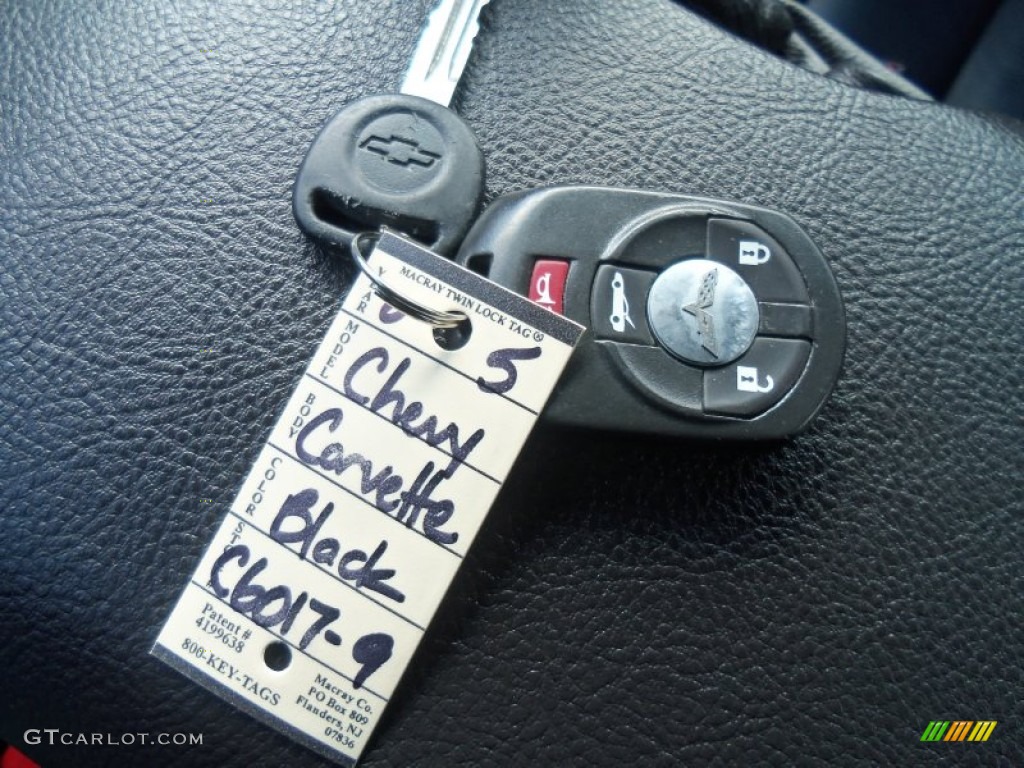 MACRAY TWIN LOCK TAG®
5
MODEL Chevy
BODY Corvette
COLOR Black
C6017-9
Patent #
4199638
800-KEY-TAGS
Macray Co.
PO Box 809
Flanders, NJ
07836
GTCARLOT.COM